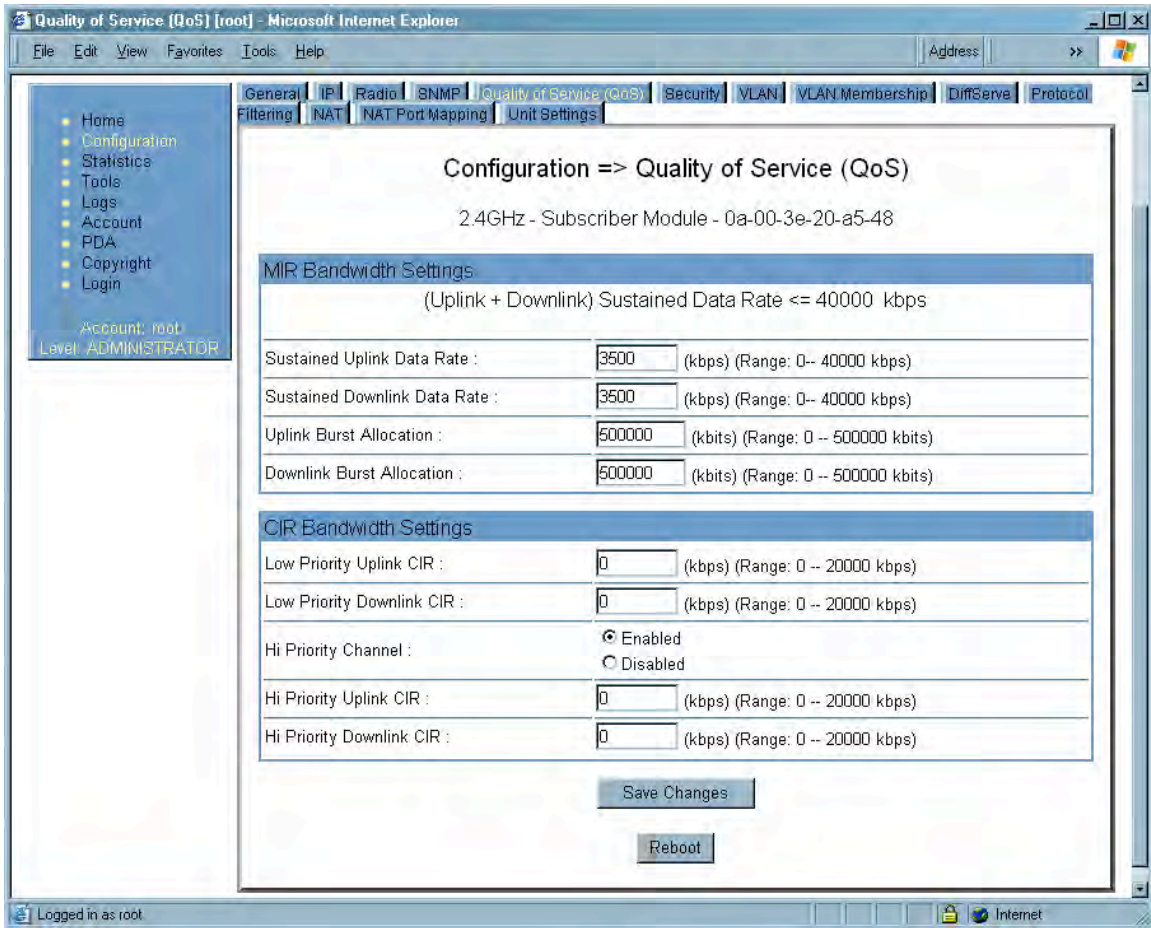 Quality of Service (QoS) [root] - Microsoft Internet Explorer
File Edit View Favorites Tools Help Address »
General IP Radio SNMP Quality of Service (QoS) Security VLAN VLAN Membership DiffServe Protocol
Filtering NAT NAT Port Mapping Unit Settings
Home
Configuration
Statistics
Tools
Logs
Account
PDA
Copyright
Login
Account: root
Level: ADMINISTRATOR
Configuration => Quality of Service (QoS)
2.4GHz - Subscriber Module - 0a-00-3e-20-a5-48
MIR Bandwidth Settings
(Uplink + Downlink) Sustained Data Rate <= 40000 kbps
Sustained Uplink Data Rate : 3500 (kbps) (Range: 0-- 40000 kbps)
Sustained Downlink Data Rate : 3500 (kbps) (Range: 0-- 40000 kbps)
Uplink Burst Allocation : 500000 (kbits) (Range: 0 -- 500000 kbits)
Downlink Burst Allocation : 500000 (kbits) (Range: 0 -- 500000 kbits)
CIR Bandwidth Settings
Low Priority Uplink CIR : 0 (kbps) (Range: 0 -- 20000 kbps)
Low Priority Downlink CIR : 0 (kbps) (Range: 0 -- 20000 kbps)
Hi Priority Channel : Enabled
Disabled
Hi Priority Uplink CIR : 0 (kbps) (Range: 0 -- 20000 kbps)
Hi Priority Downlink CIR : 0 (kbps) (Range: 0 -- 20000 kbps)
Save Changes
Reboot
Logged in as root Internet